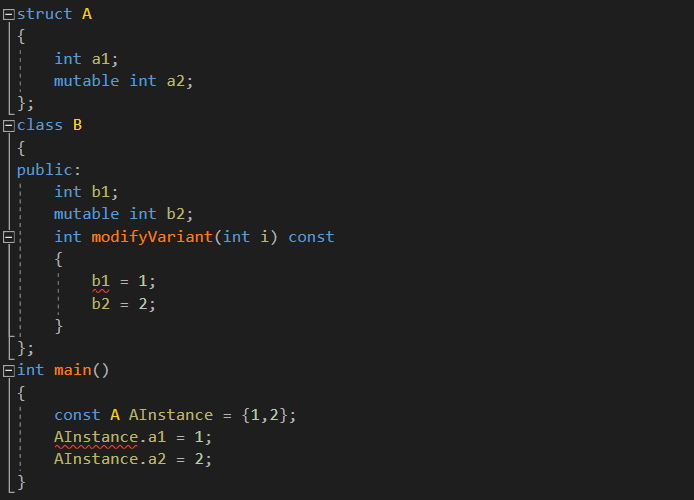 struct A
{
    int a1;
    mutable int a2;
};
class B
{
public:
    int b1;
    mutable int b2;
    int modifyVariant(int i) const
    {
        b1 = 1;
        b2 = 2;
    }
};
int main()
{
    const A AInstance = {1,2};
    AInstance.a1 = 1;
    AInstance.a2 = 2;
}